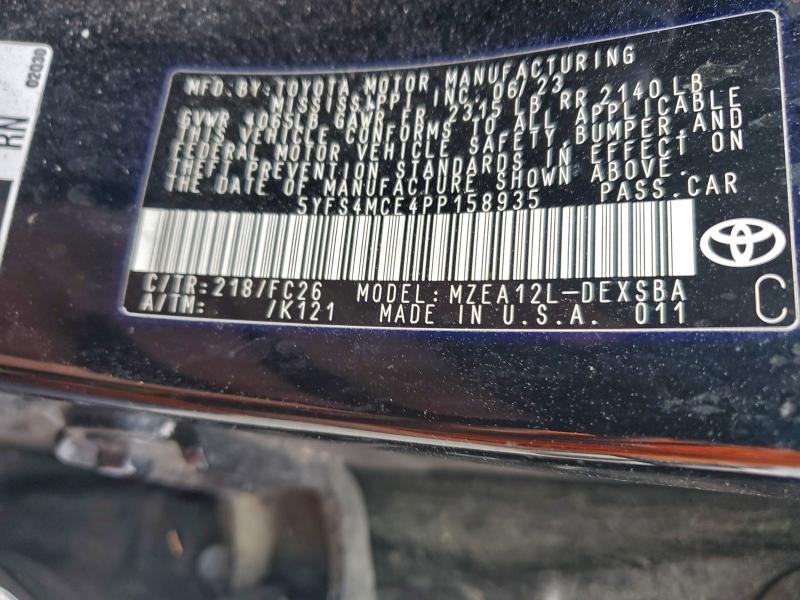 02030
RN
MFD.BY:TOYOTA MOTOR MANUFACTURING
MISSISSIPPI, INC. 06/23
GVWR 4065LB GAWR FR. 2315 LB RR 2140 LB
THIS VEHICLE CONFORMS TO ALL APPLICABLE
FEDERAL MOTOR VEHICLE SAFETY,BUMPER,AND
THEFT PREVENTION STANDARDS IN EFFECT ON
THE DATE OF MANUFACTURE SHOWN ABOVE.
5YFS4MCE4PP158935 PASS.CAR
C/TR:218/FC26 MODEL:MZEA12L-DEXSBA
A/TM: /K121 MADE IN U.S.A. 011
C